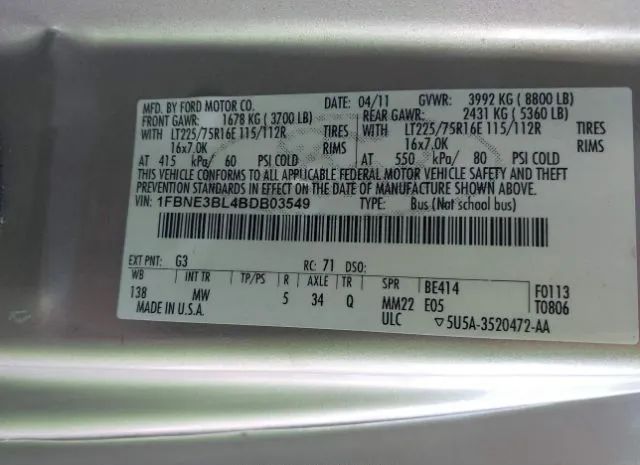 MFD. BY FORD MOTOR CO. DATE: 04/11 GVWR: 3992 KG ( 8800 LB)
FRONT GAWR: 1678 KG ( 3700 LB) REAR GAWR: 2431 KG ( 5360 LB)
WITH LT225/75R16E 115/112R TIRES WITH LT225/75R16E 115/112R TIRES
16x7.0K RIMS 16x7.0K RIMS
AT 415 kPa/ 60 PSI COLD AT 550 kPa/ 80 PSI COLD
THIS VEHICLE CONFORMS TO ALL APPLICABLE FEDERAL MOTOR VEHICLE SAFETY AND THEFT
PREVENTION STANDARDS IN EFFECT ON THE DATE OF MANUFACTURE SHOWN ABOVE.
VIN: 1FBNE3BL4BDB03549 TYPE: Bus (Not school bus)
EXT PNT: G3 RC: 71 DSO:
WB INT TR TP/PS R AXLE TR SPR BE414 F0113
138 MW 5 34 Q MM22 E05 T0806
MADE IN U.S.A. ULC ▽5U5A-3520472-AA